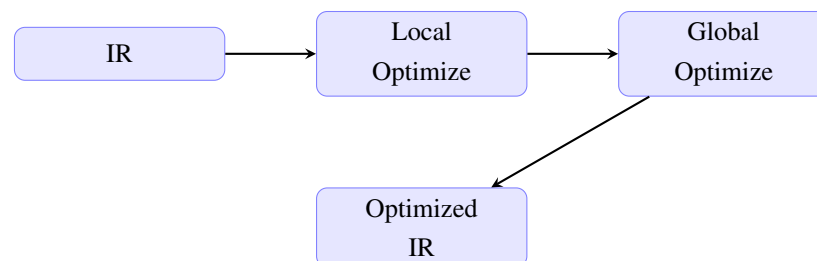 IR
Local
Optimize
Global
Optimize
Optimized
IR